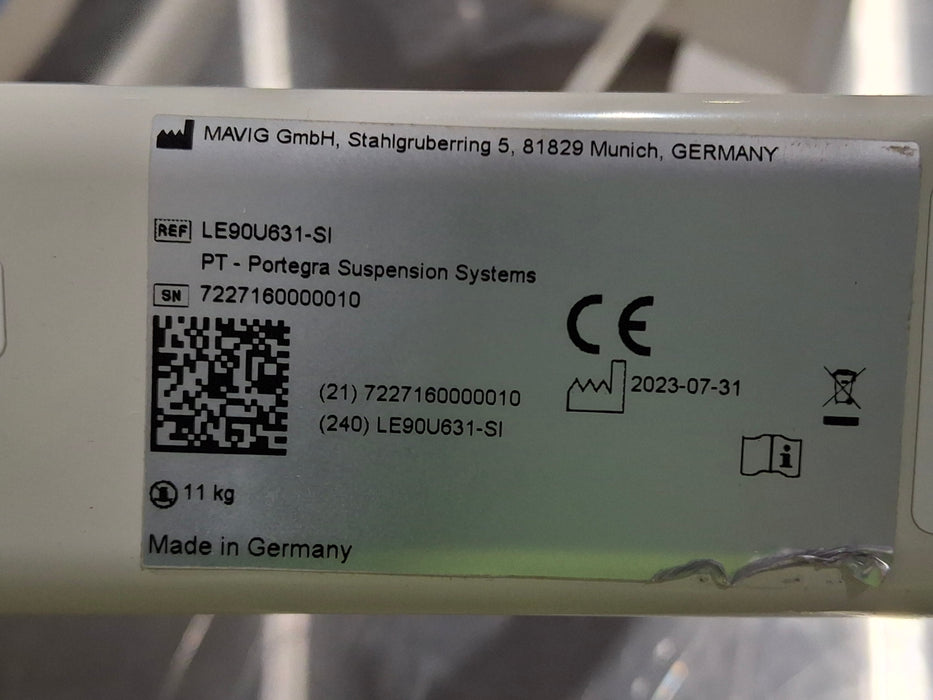 MAVIG GmbH, Stahlgruberring 5, 81829 Munich, GERMANY
REF LE90U631-SI
PT - Portegra Suspension Systems
SN 7227160000010
CE
(21) 7227160000010
2023-07-31
(240) LE90U631-SI
11 kg
Made in Germany